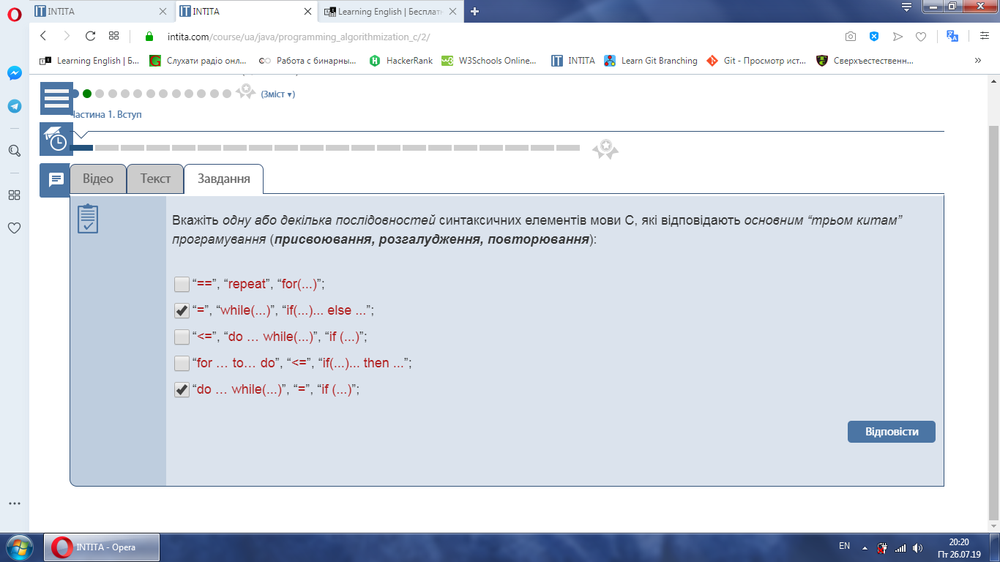 INTITA
INTITA
Learning English | Бесплатн
intita.com/course/ua/java/programming_algorithmization_c/2/
Learning English | Б...
Слухати радіо онл...
Работа с бинарны...
HackerRank
W3Schools Online...
INTITA
Learn Git Branching
Git - Просмотр ист...
Сверхъестественн...
(Зміст ▾)
Частина 1. Вступ
Відео
Текст
Завдання
Вкажіть одну або декілька послідовностей синтаксичних елементів мови С, які відповідають основним “трьом китам”
програмування (присвоювання, розгалудження, повторювання):
“==”, “repeat”, “for(...)”;
“=”, “while(...)”, “if(...)... else ...”;
“<=”, “do … while(...)”, “if (...)”;
“for … to… do”, “<=”, “if(...)... then ...”;
“do … while(...)”, “=”, “if (...)”;
Відповісти
INTITA - Opera
EN
20:20
Пт 26.07.19